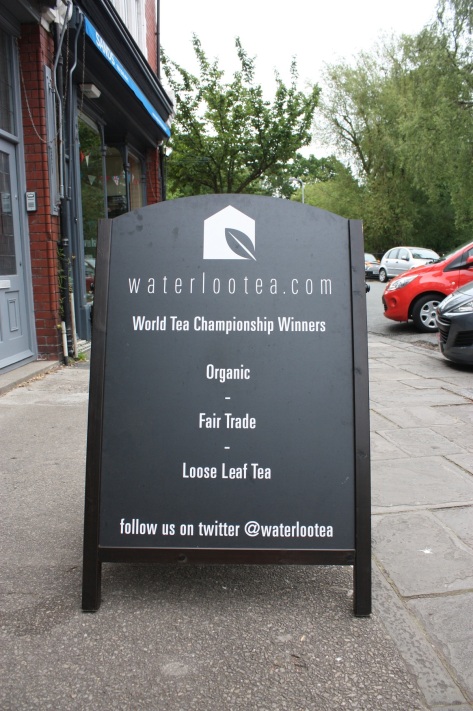 waterlootea.com
World Tea Championship Winners
Organic
-
Fair Trade
-
Loose Leaf Tea
follow us on twitter @waterlootea